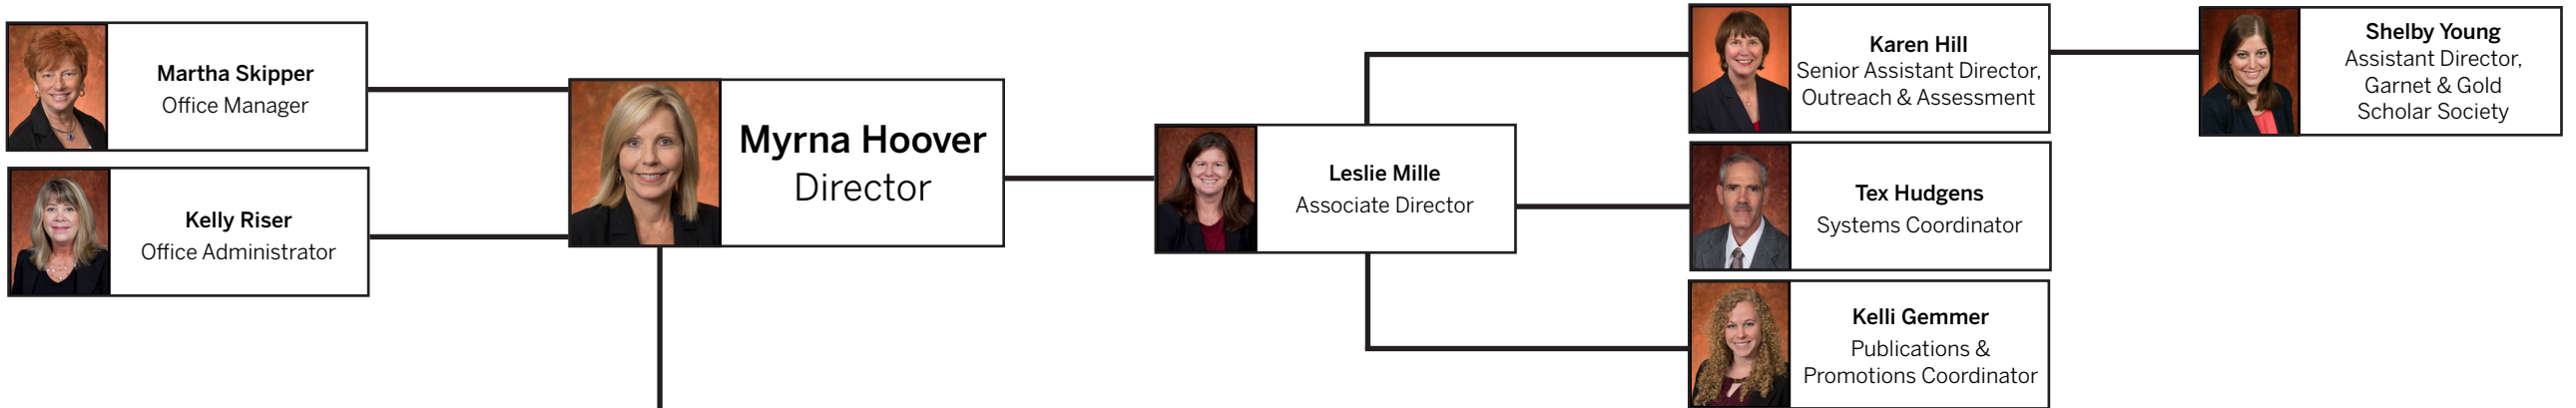 Martha Skipper
Office Manager
Kelly Riser
Office Administrator
Myrna Hoover
Director
Leslie Mille
Associate Director
Karen Hill
Senior Assistant Director,
Outreach & Assessment
Tex Hudgens
Systems Coordinator
Kelli Gemmer
Publications &
Promotions Coordinator
Shelby Young
Assistant Director,
Garnet & Gold
Scholar Society